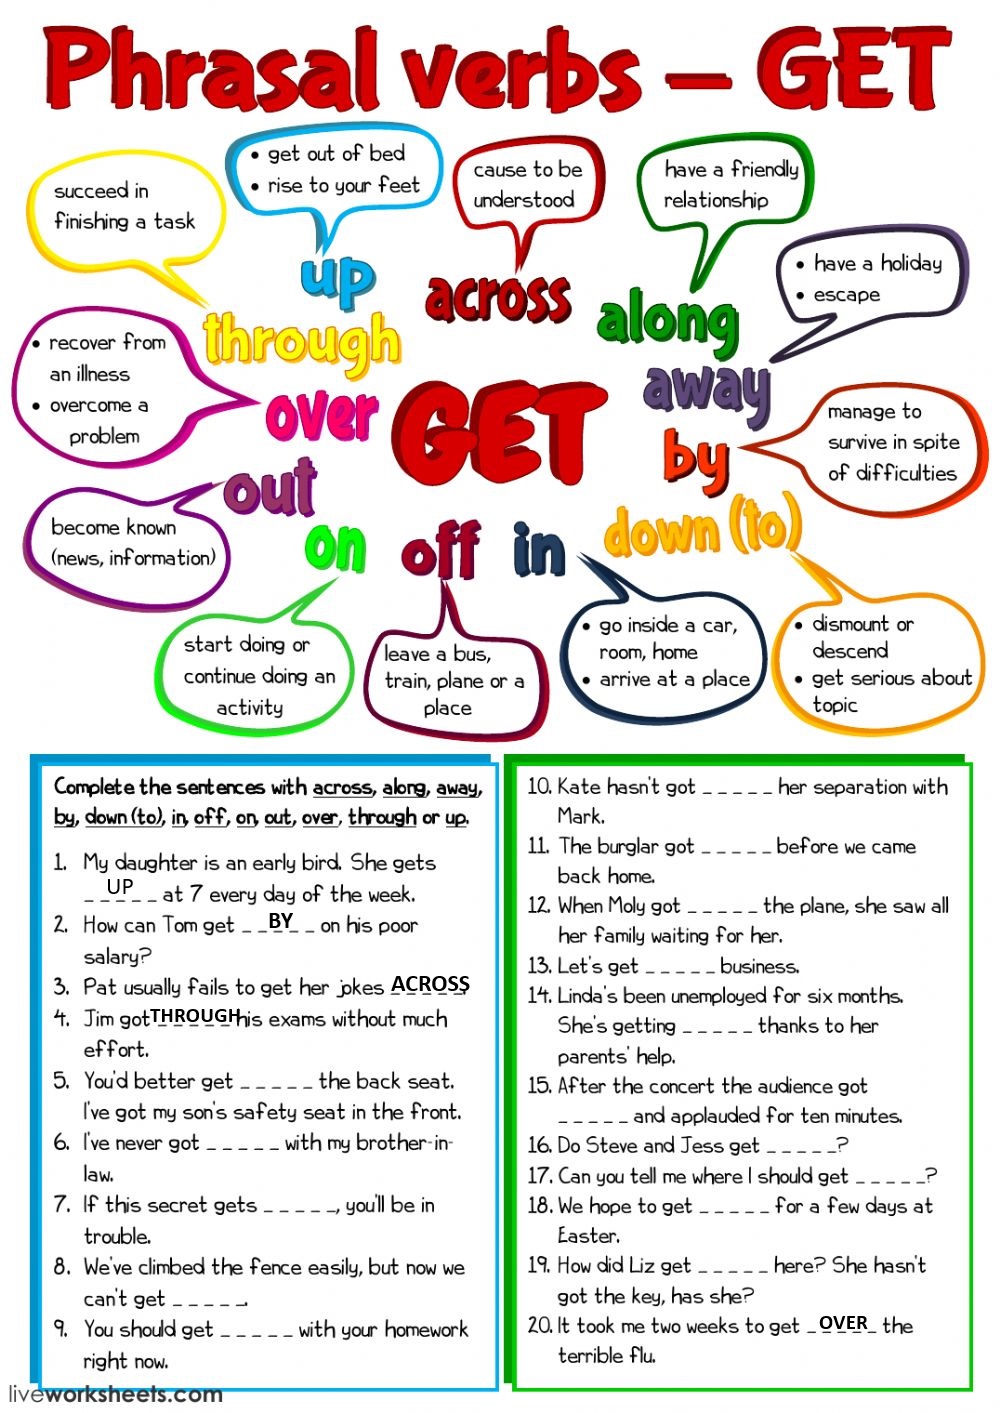 Phrasal verbs – GET
succeed in
finishing a task
• get out of bed
• rise to your feet
cause to be
understood
have a friendly
relationship
• have a holiday
• escape
up
across
along
through
away
• recover from
an illness
• overcome a
problem
over
GET
by
manage to
survive in spite
of difficulties
out
become known
(news, information)
on
off
in
down (to)
start doing or
continue doing an
activity
leave a bus,
train, plane or a
place
• go inside a car,
room, home
• arrive at a place
• dismount or
descend
• get serious about
topic
Complete the sentences with across, along, away,
by, down (to), in, off, on, out, over, through or up.
1. My daughter is an early bird. She gets
_ UP _ _ at 7 every day of the week.
2. How can Tom get _ BY _ on his poor
salary?
3. Pat usually fails to get her jokes ACROSS
4. Jim got THROUGH his exams without much
effort.
5. You'd better get _ _ _ _ _ the back seat.
I've got my son's safety seat in the front.
6. I've never got _ _ _ _ _ with my brother-in-
law.
7. If this secret gets _ _ _ _ _, you'll be in
trouble.
8. We've climbed the fence easily, but now we
can't get _ _ _ _ _.
9. You should get _ _ _ _ _ with your homework
right now.
10. Kate hasn't got _ _ _ _ _ her separation with
Mark.
11. The burglar got _ _ _ _ _ before we came
back home.
12. When Moly got _ _ _ _ _ the plane, she saw all
her family waiting for her.
13. Let's get _ _ _ _ _ business.
14. Linda's been unemployed for six months.
She's getting _ _ _ _ _ thanks to her
parents' help.
15. After the concert the audience got
_ _ _ _ _ and applauded for ten minutes.
16. Do Steve and Jess get _ _ _ _ _?
17. Can you tell me where I should get _ _ _ _ _?
18. We hope to get _ _ _ _ _ for a few days at
Easter.
19. How did Liz get _ _ _ _ _ here? She hasn't
got the key, has she?
20. It took me two weeks to get _ OVER _ the
terrible flu.
liveworksheets.com